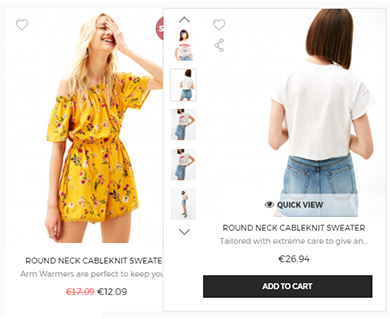 ROUND NECK CABLEKNIT SWEATE
Arm Warmers are perfect to keep you
€17.09 €12.09
QUICK VIEW
ROUND NECK CABLEKNIT SWEATER
Tailored with extreme care to give an...
€26.94
ADD TO CART